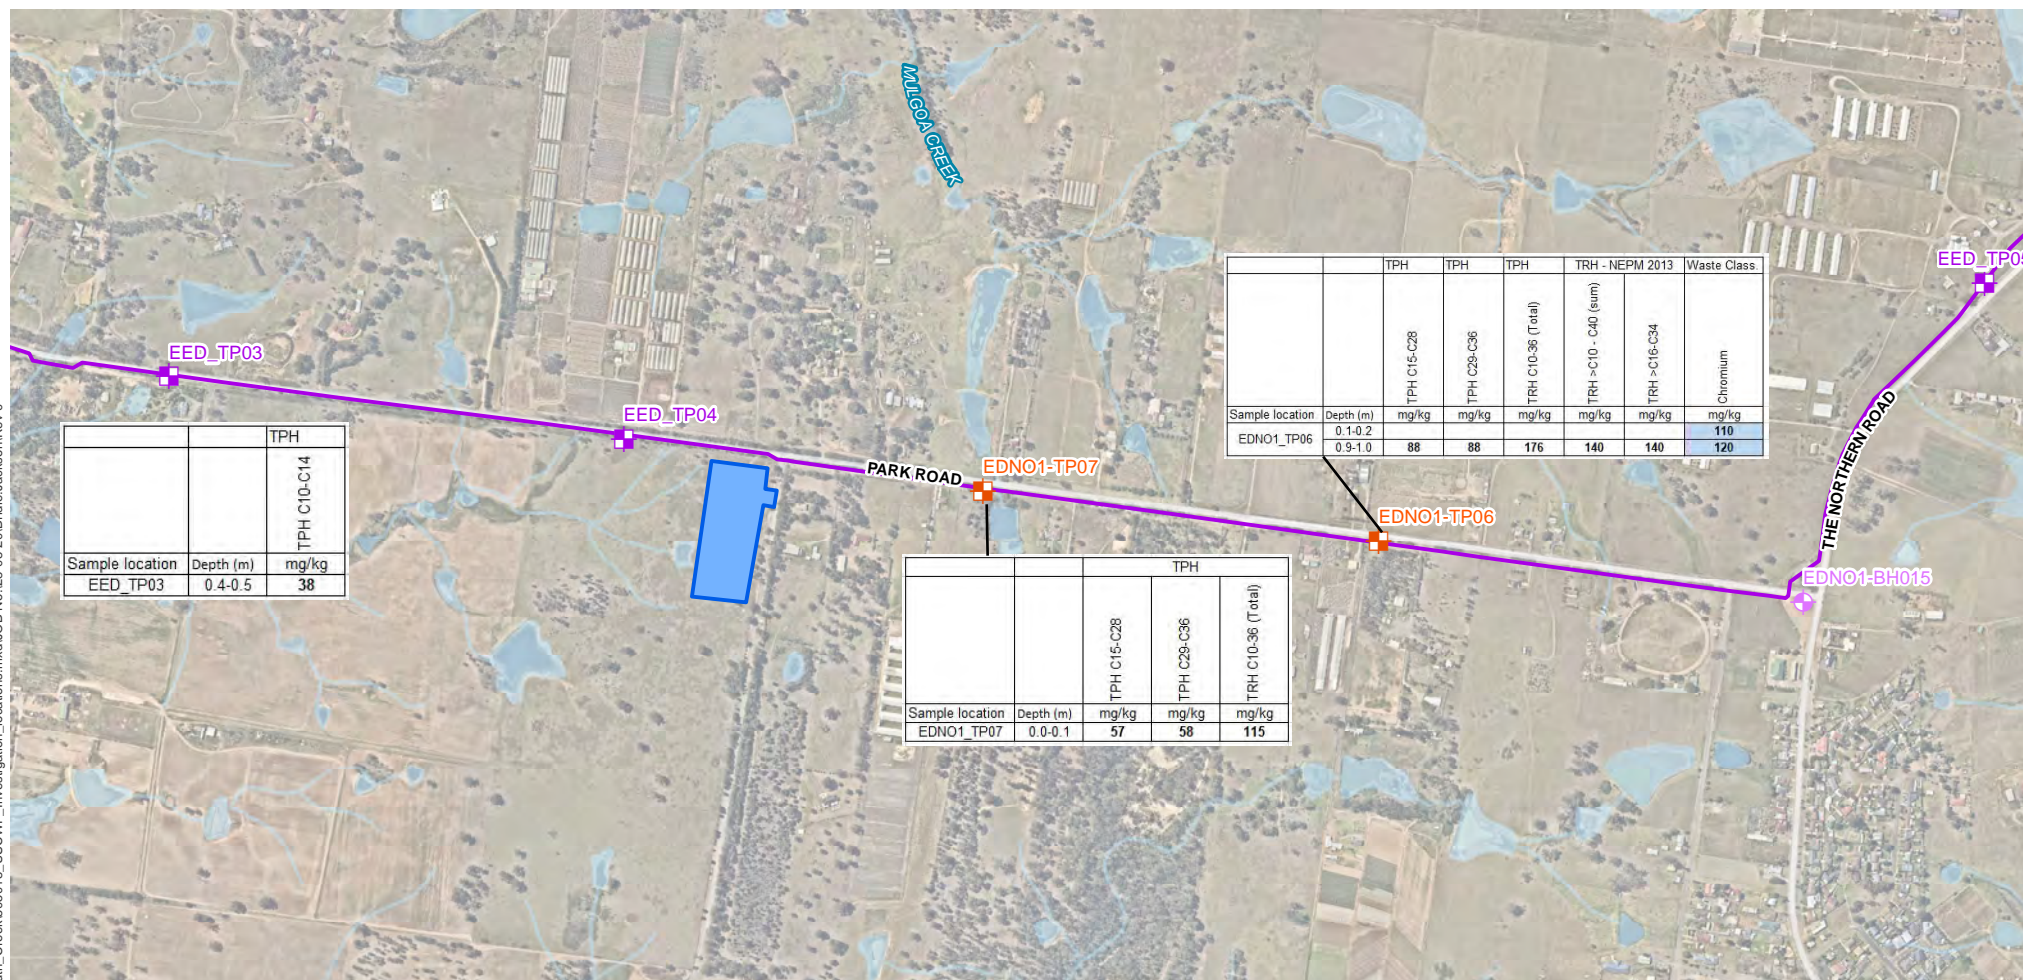 MULGOA CREEK
EED_TP05
TPH TPH TPH TRH - NEPM 2013 Waste Class.
TPH C15-C28 TPH C29-C36 TRH C10-36 (Total) TRH >C10 - C40 (sum) TRH >C16-C34 Chromium
Sample location Depth (m) mg/kg mg/kg mg/kg mg/kg mg/kg mg/kg
EDNO1_TP06 0.1-0.2 110
0.9-1.0 88 88 176 140 140 120
EED_TP03
EED_TP04
PARK ROAD
EDNO1-TP07
EDNO1-TP06
THE NORTHERN ROAD
EDNO1-BH015
TPH
TPH C10-C14
Sample location Depth (m) mg/kg
EED_TP03 0.4-0.5 38
TPH
TPH C15-C28 TPH C29-C36 TRH C10-36 (Total)
Sample location Depth (m) mg/kg mg/kg mg/kg
EDNO1_TP07 0.0-0.1 57 58 115